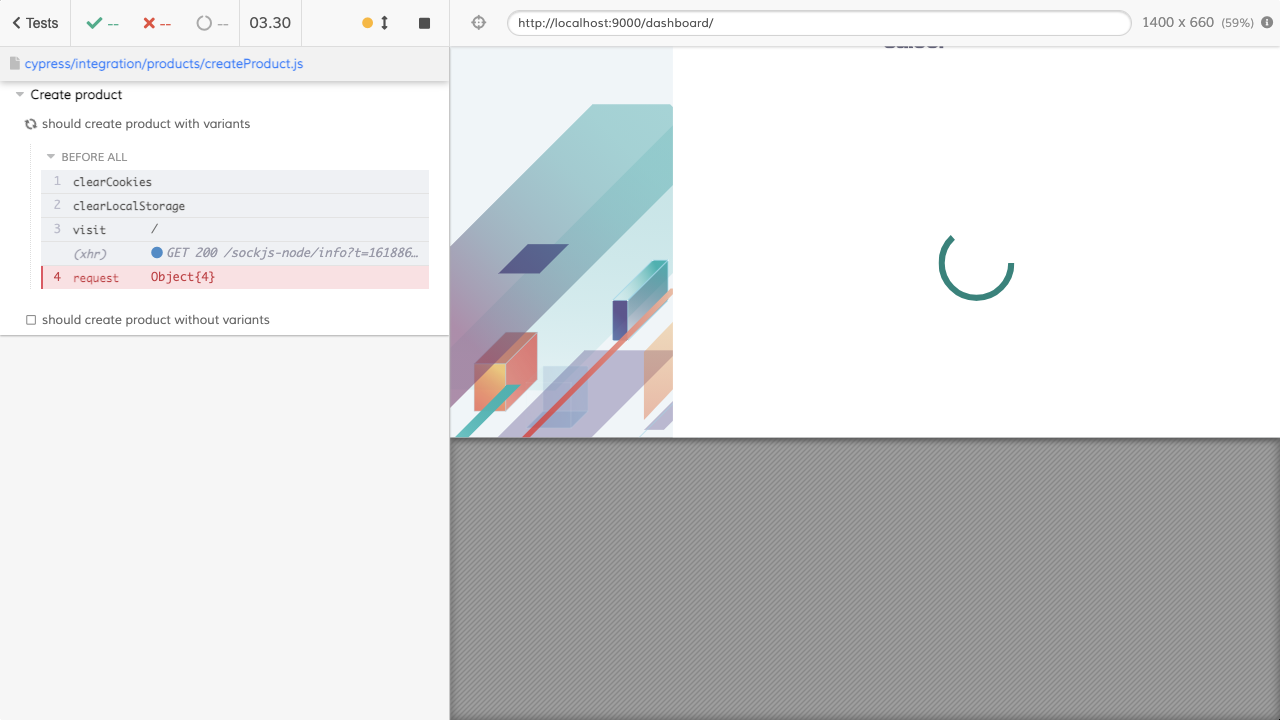 Tests
--
--
--
03.30
http://localhost:9000/dashboard/
1400 x 660 (59%)
cypress/integration/products/createProduct.js
Create product
should create product with variants
BEFORE ALL
1 clearCookies
2 clearLocalStorage
3 visit /
(xhr) GET 200 /sockjs-node/info?t=161886…
4 request Object{4}
should create product without variants